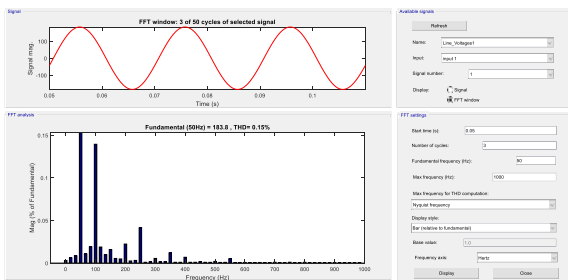 Signal
FFT window: 3 of 50 cycles of selected signal
Signal mag.
100
0
-100
0.05
0.06
0.07
0.08
0.09
0.1
Time (s)
FFT analysis
Fundamental (50Hz) = 183.8 , THD= 0.15%
Mag (% of Fundamental)
0.15
0.1
0.05
0
0
100
200
300
400
500
600
700
800
900
1000
Frequency (Hz)
Available signals
Refresh
Name:
Line_Voltages1
Input:
input 1
Signal number:
1
Display:
Signal
FFT window
FFT settings
Start time (s):
0.05
Number of cycles:
3
Fundamental frequency (Hz):
50
Max frequency (Hz):
1000
Max frequency for THD computation:
Nyquist frequency
Display style:
Bar (relative to fundamental)
Base value:
1.0
Frequency axis:
Hertz
Display
Close